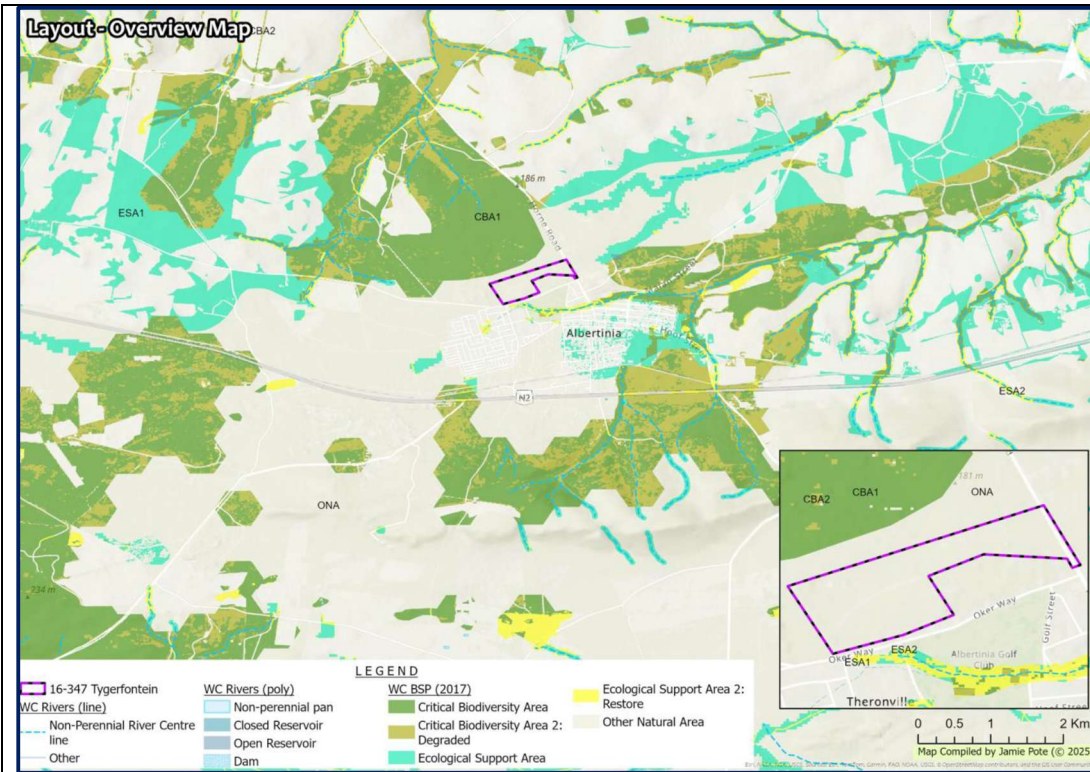 Layout - Overview Map
CBA2
186 m
Horne Road
ESA1
CBA1
Albertinia
N2
ESA2
ONA
234 m
181 m
CBA2
CBA1
ONA
Oker Way
Golf Street
Oker Way
ESA1
ESA2
Albertinia Golf
Club
Theronville
0 0.5 1 2 Km
Map Compiled by Jamie Pote (© 2025
LEGEND
16-347 Tygerfontein
WC Rivers (line)
Non-Perennial River Centre
line
Other
WC Rivers (poly)
Non-perennial pan
Closed Reservoir
Open Reservoir
Dam
WC BSP (2017)
Critical Biodiversity Area
Critical Biodiversity Area 2:
Degraded
Ecological Support Area
Ecological Support Area 2:
Restore
Other Natural Area